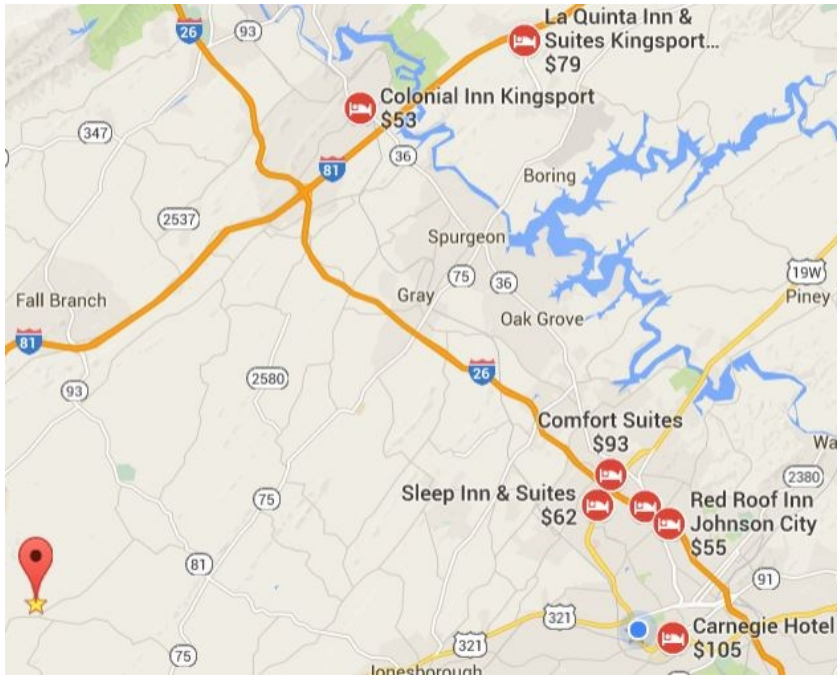 La Quinta Inn &
Suites Kingsport...
$79
26
93
Colonial Inn Kingsport
$53
347
36
81
Boring
2537
Spurgeon
19W
75
36
Piney
Fall Branch
Gray
Oak Grove
81
26
2580
93
Comfort Suites
$93
Wa
2380
Sleep Inn & Suites
$62
Red Roof Inn
Johnson City
$55
75
81
91
321
321
Carnegie Hotel
$105
75
Jonesborough